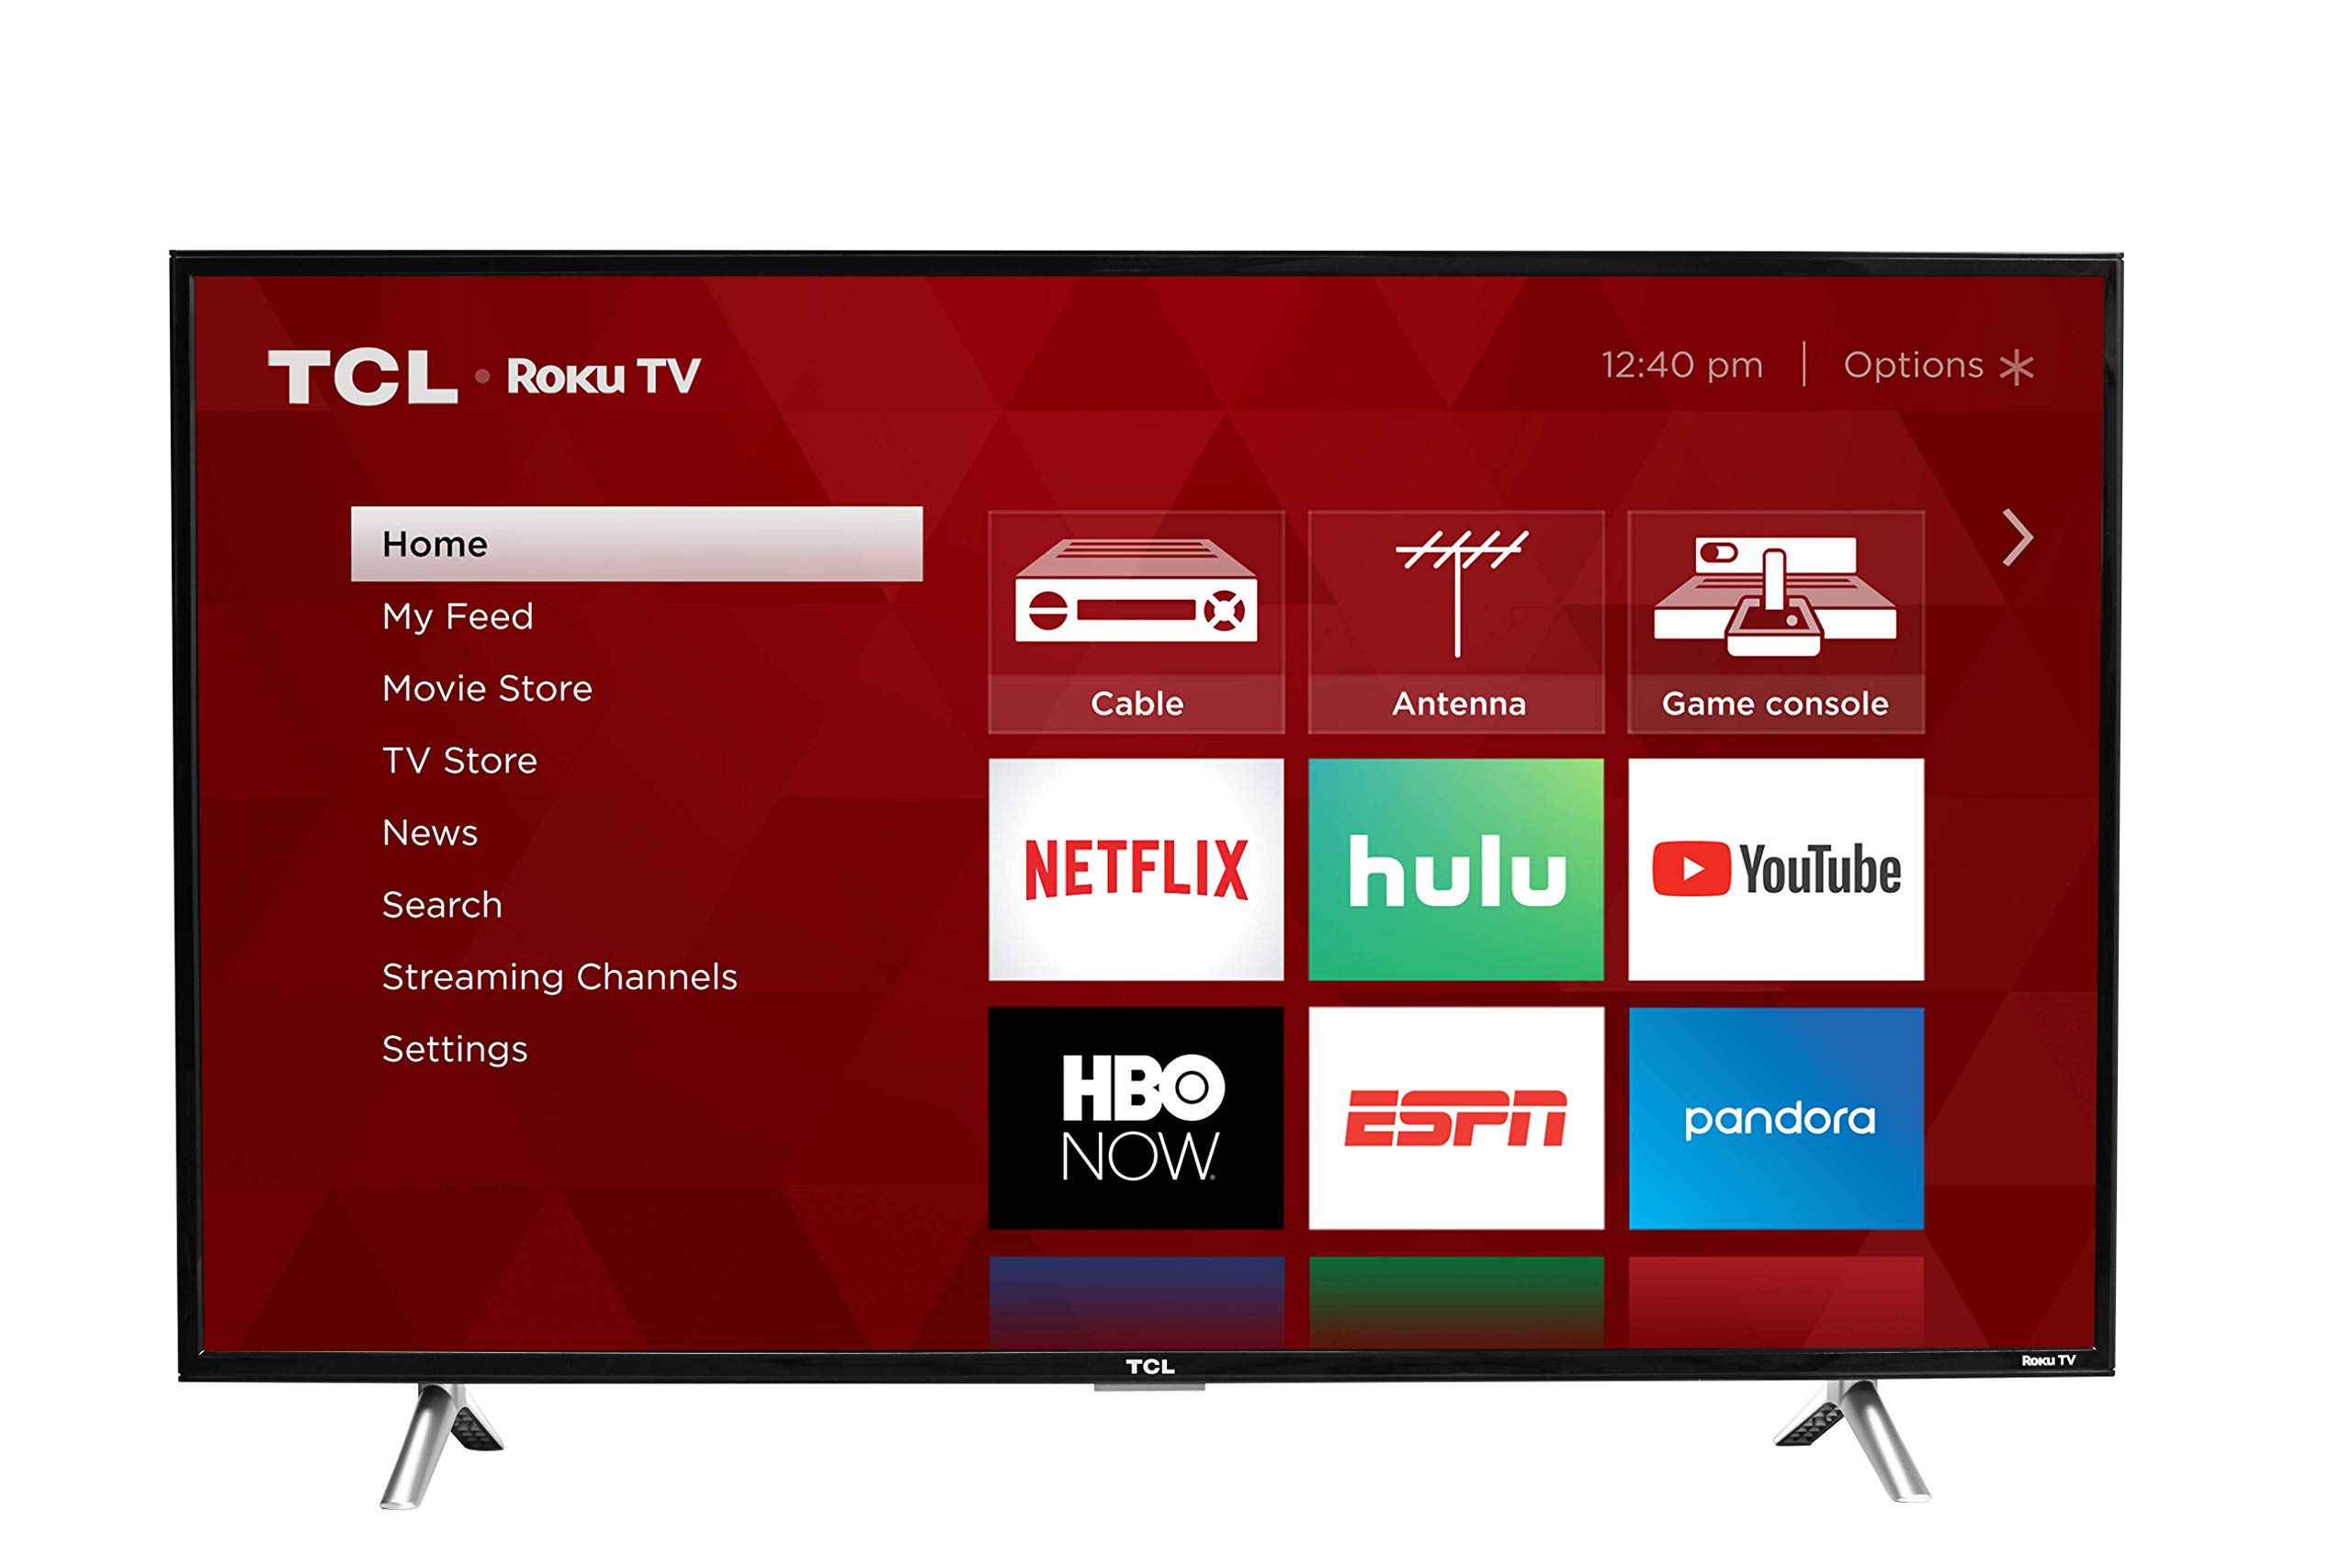 TCL • Roku TV
12:40 pm | Options *
Home
My Feed
Movie Store
TV Store
News
Search
Streaming Channels
Settings
Cable
Antenna
Game console
NETFLIX
hulu
YouTube
HBO
NOW.
ESPN
pandora
TCL
Roku TV